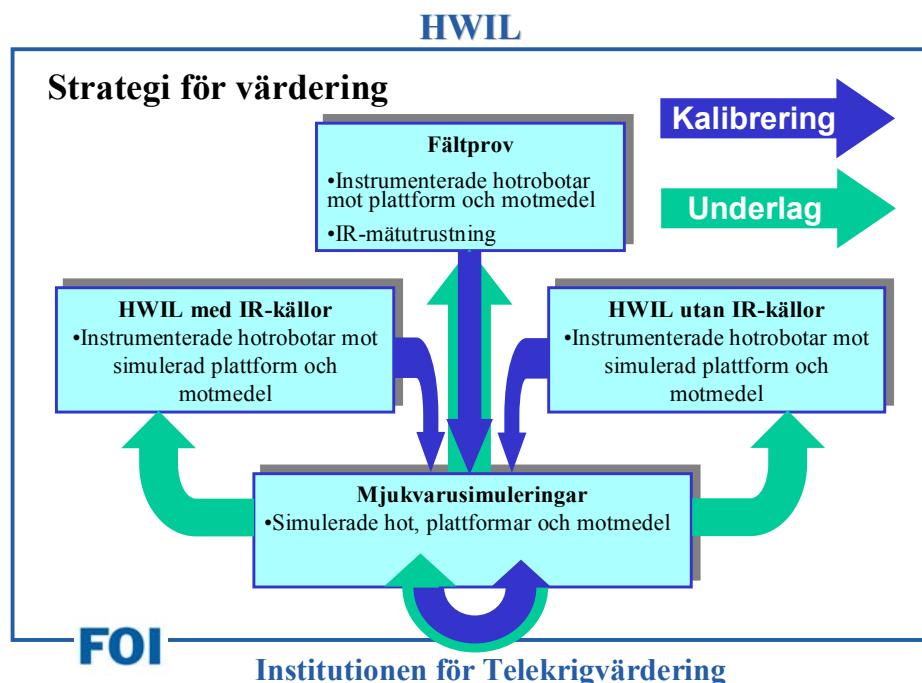 HWIL
Strategi för värdering
Kalibrering
Underlag
Fältprov
•Instrumenterade hotrobotar
mot plattform och motmedel
•IR-mätutrustning
HWIL med IR-källor
•Instrumenterade hotrobotar mot
simulerad plattform och
motmedel
HWIL utan IR-källor
•Instrumenterade hotrobotar mot
simulerad plattform och
motmedel
Mjukvarusimuleringar
•Simulerade hot, plattformar och motmedel
FOI
Institutionen för Telekrigvärdering